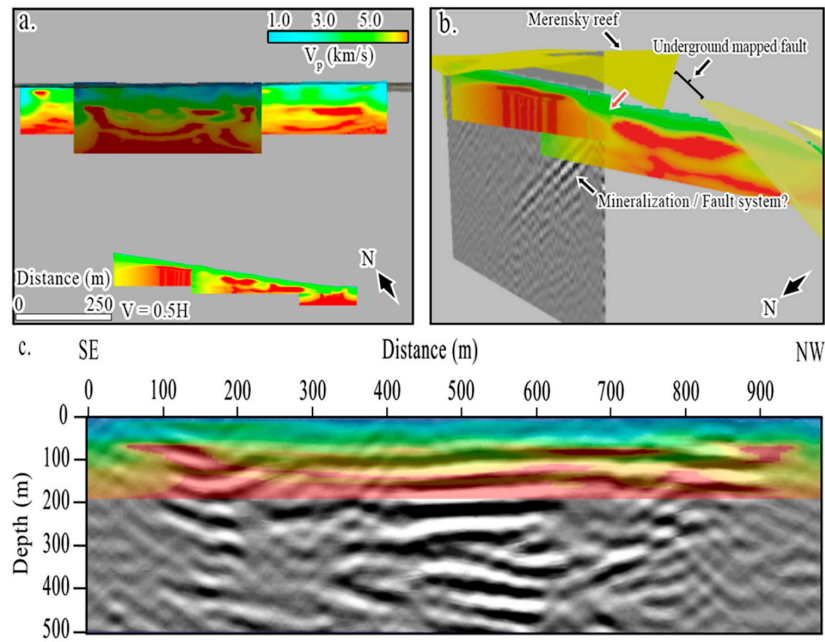 a.
1.0 3.0 5.0
Vp (km/s)
N
Distance (m)
0 250
V = 0.5H
b.
Merensky reef
Underground mapped fault
Mineralization / Fault system?
N
c. SE Distance (m) NW
0 100 200 300 400 500 600 700 800 900
Depth (m)
0
100
200
300
400
500